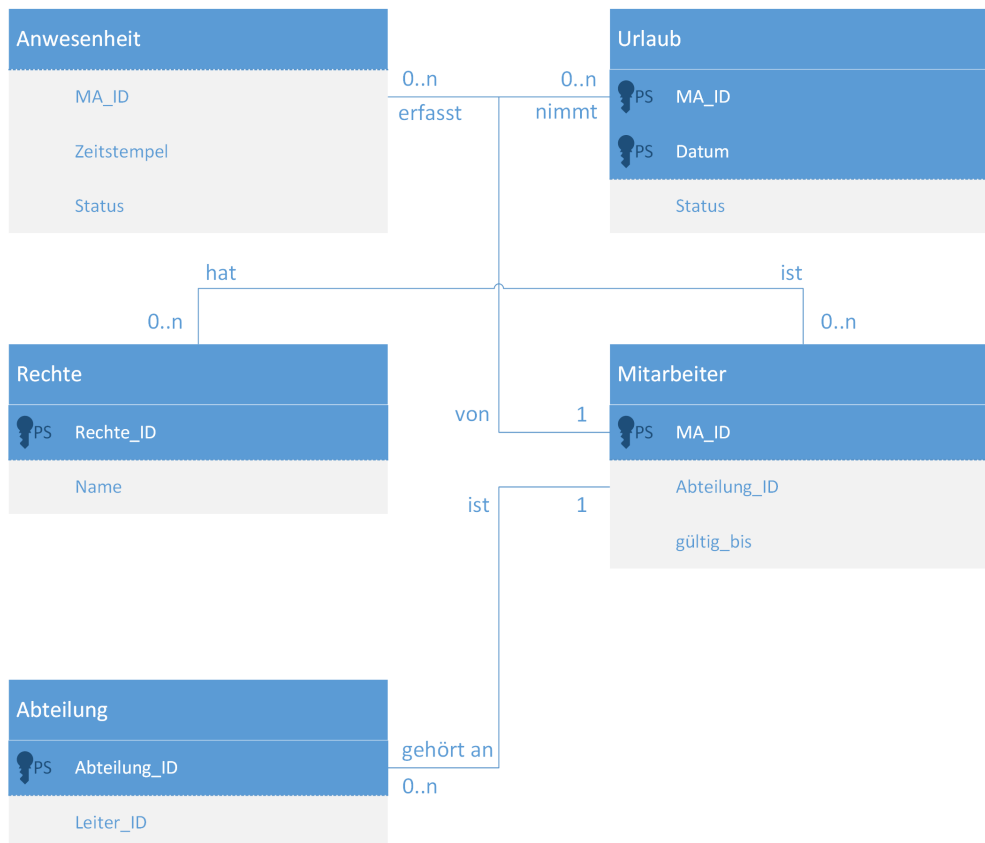 Anwesenheit
MA_ID
Zeitstempel
Status
0..n
erfasst
0..n
nimmt
Urlaub
PS MA_ID
PS Datum
Status
hat
0..n
ist
0..n
Rechte
PS Rechte_ID
Name
von
1
Mitarbeiter
PS MA_ID
Abteilung_ID
gültig_bis
ist
1
Abteilung
PS Abteilung_ID
Leiter_ID
gehört an
0..n